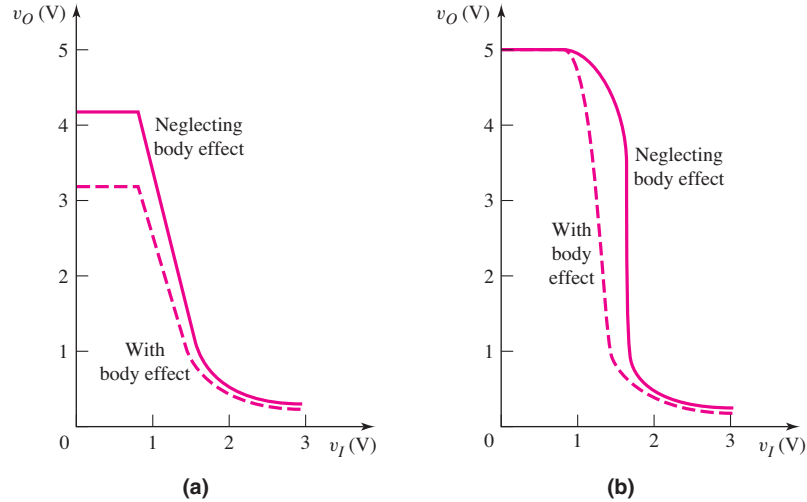 v_O (V)
5
4
3
2
1
0
1
2
3
v_I (V)
Neglecting
body effect
With
body effect
(a)
v_O (V)
5
4
3
2
1
0
1
2
3
v_I (V)
Neglecting
body effect
With
body
effect
(b)